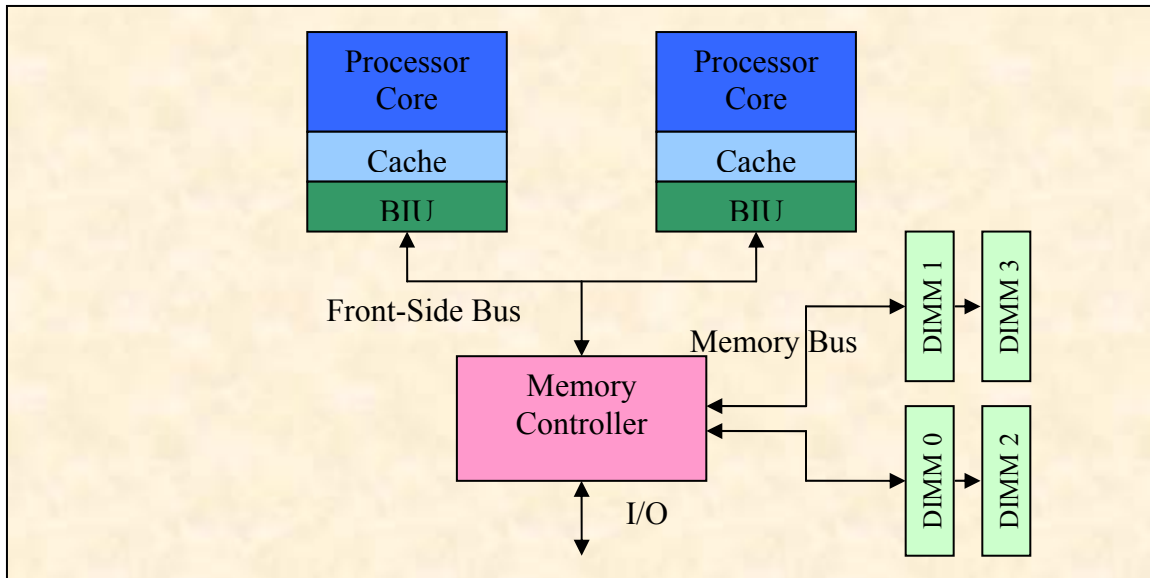 Processor
Core
Cache
BIU
Processor
Core
Cache
BIU
Front-Side Bus
Memory Bus
Memory
Controller
I/O
DIMM 1
DIMM 3
DIMM 0
DIMM 2